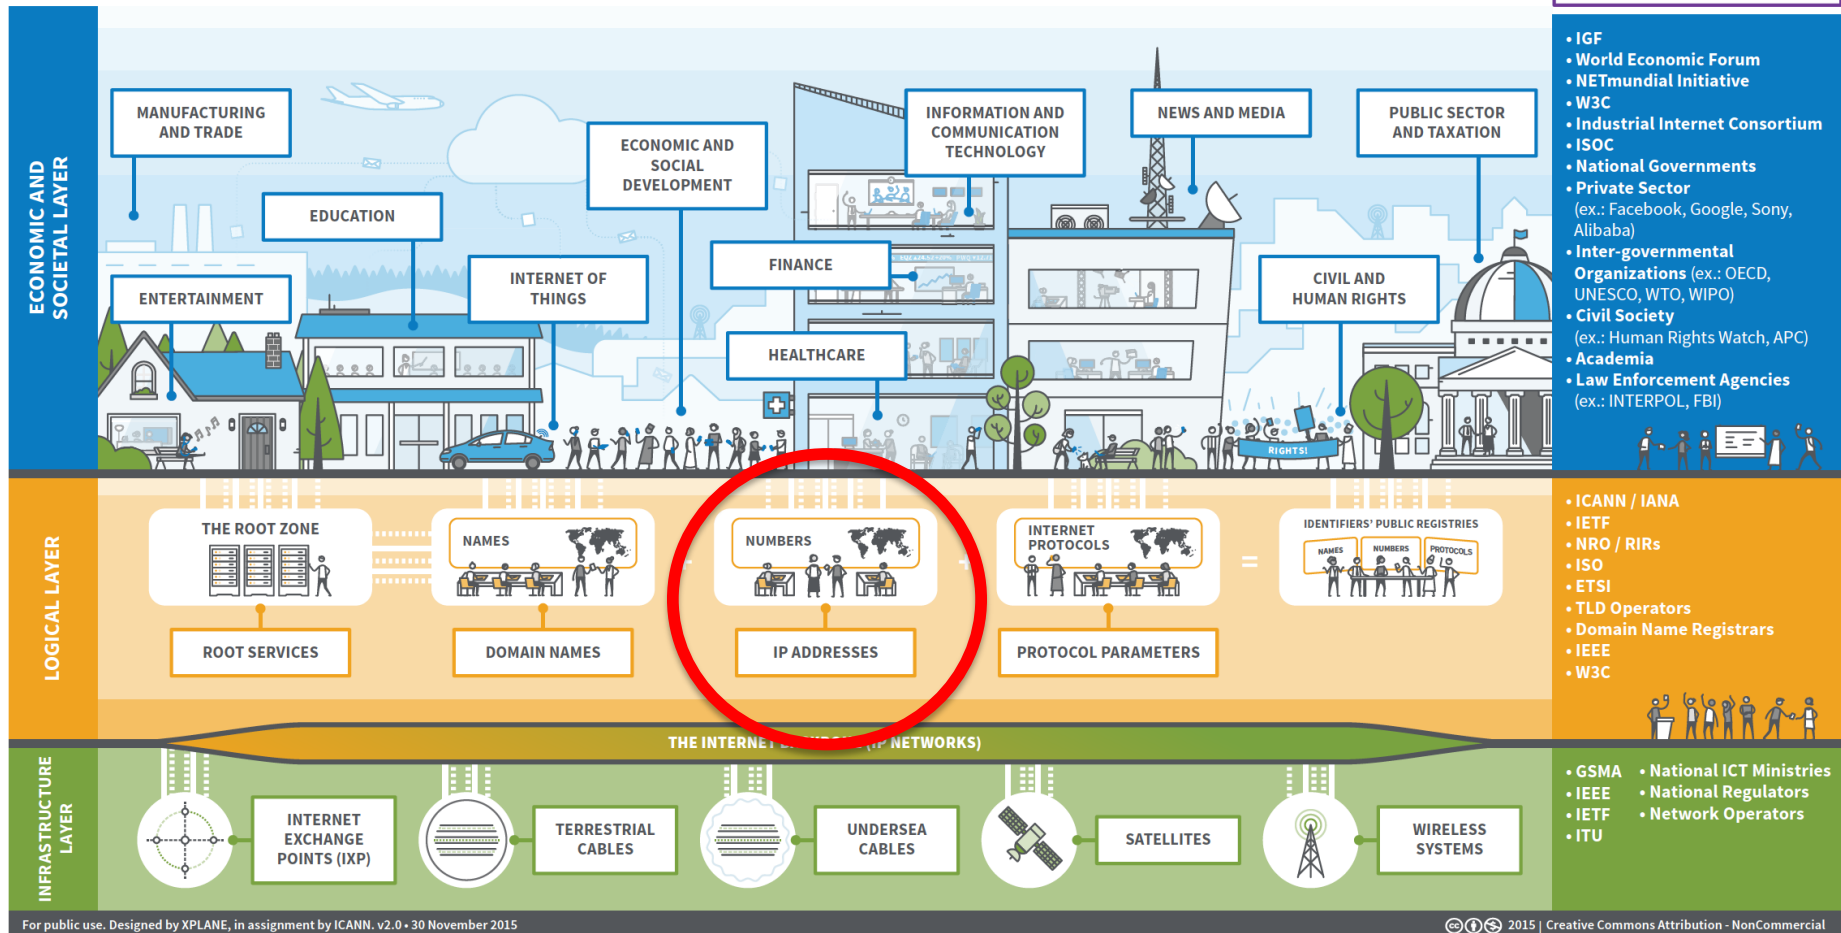 ECONOMIC AND
SOCIETAL LAYER
MANUFACTURING
AND TRADE
EDUCATION
ENTERTAINMENT
INTERNET OF
THINGS
ECONOMIC AND
SOCIAL
DEVELOPMENT
FINANCE
HEALTHCARE
INFORMATION AND
COMMUNICATION
TECHNOLOGY
NEWS AND MEDIA
PUBLIC SECTOR
AND TAXATION
CIVIL AND
HUMAN RIGHTS
RIGHTS!
• IGF
• World Economic Forum
• NETmundial Initiative
• W3C
• Industrial Internet Consortium
• ISOC
• National Governments
• Private Sector
(ex.: Facebook, Google, Sony,
Alibaba)
• Inter-governmental
Organizations (ex.: OECD,
UNESCO, WTO, WIPO)
• Civil Society
(ex.: Human Rights Watch, APC)
• Academia
• Law Enforcement Agencies
(ex.: INTERPOL, FBI)
LOGICAL LAYER
THE ROOT ZONE
ROOT SERVICES
NAMES
DOMAIN NAMES
NUMBERS
IP ADDRESSES
+
INTERNET
PROTOCOLS
PROTOCOL PARAMETERS
=
IDENTIFIERS' PUBLIC REGISTRIES
NAMES
NUMBERS
PROTOCOLS
• ICANN / IANA
• IETF
• NRO / RIRs
• ISO
• ETSI
• TLD Operators
• Domain Name Registrars
• IEEE
• W3C
THE INTERNET (IP NETWORKS)
INFRASTRUCTURE
LAYER
INTERNET
EXCHANGE
POINTS (IXP)
TERRESTRIAL
CABLES
UNDERSEA
CABLES
SATELLITES
WIRELESS
SYSTEMS
• GSMA
• IEEE
• IETF
• ITU
• National ICT Ministries
• National Regulators
• Network Operators
For public use. Designed by XPLANE, in assignment by ICANN. v2.0 • 30 November 2015
2015 | Creative Commons Attribution - NonCommercial